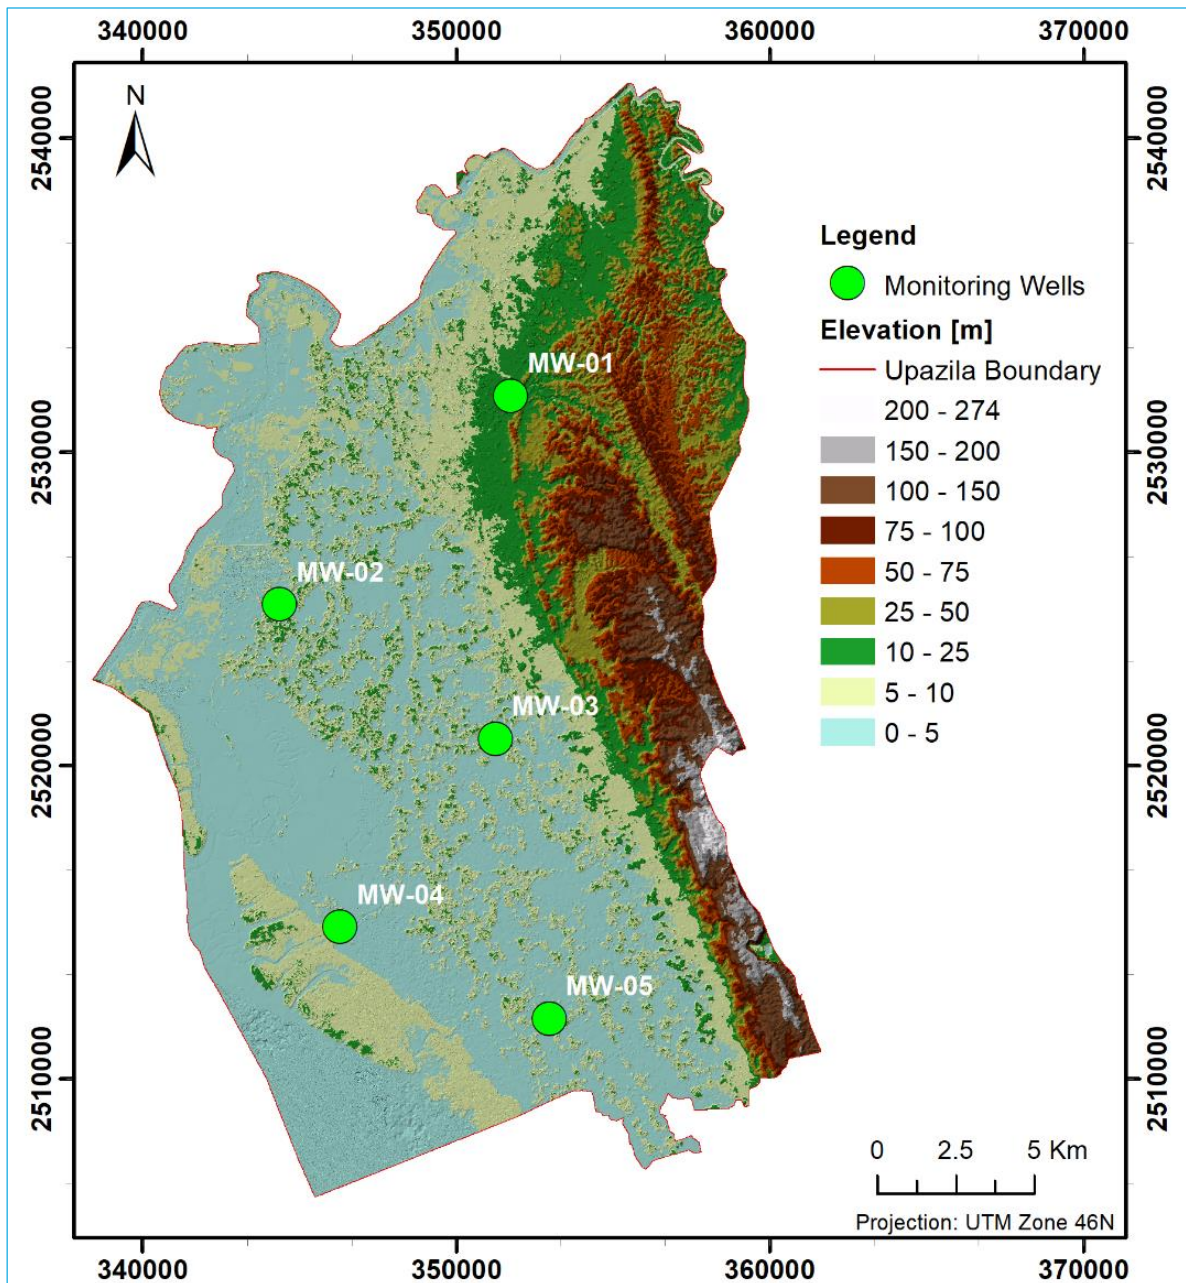 340000 350000 360000 370000
N
2540000 2540000
Legend
Monitoring Wells
Elevation [m]
Upazila Boundary
200 - 274
150 - 200
100 - 150
75 - 100
50 - 75
25 - 50
10 - 25
5 - 10
0 - 5
MW-01
2530000 2530000
MW-02
MW-03
2520000 2520000
MW-04
MW-05
2510000 2510000
0 2.5 5 Km
Projection: UTM Zone 46N
340000 350000 360000 370000